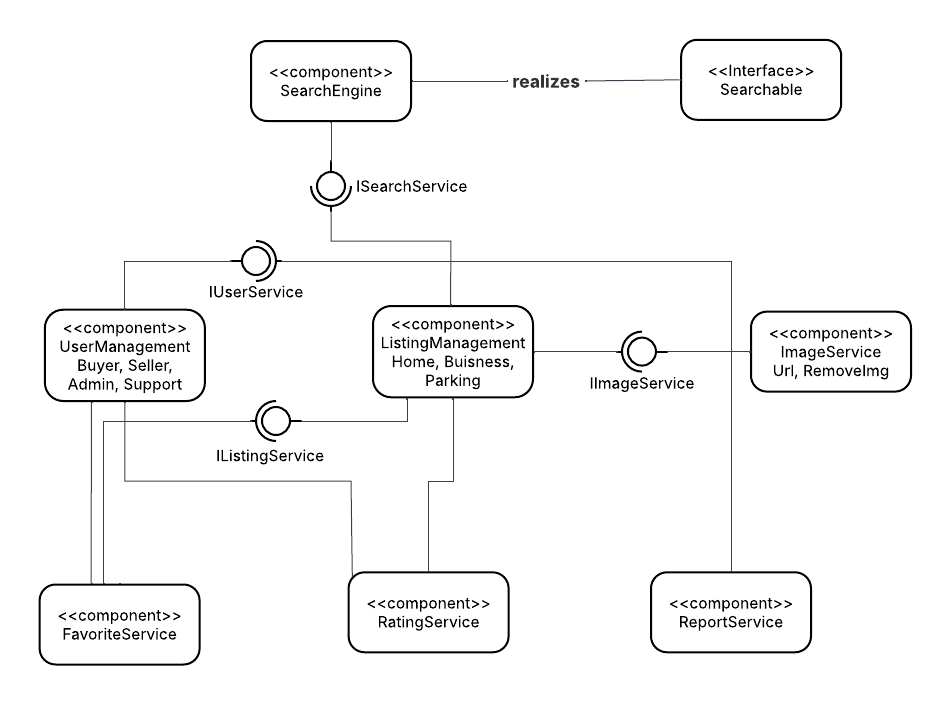 <<component>>
SearchEngine
realizes
<<Interface>>
Searchable
ISearchService
IUserService
<<component>>
UserManagement
Buyer, Seller,
Admin, Support
<<component>>
ListingManagement
Home, Buisness,
Parking
IImageService
<<component>>
ImageService
Url, RemoveImg
IListingService
<<component>>
FavoriteService
<<component>>
RatingService
<<component>>
ReportService